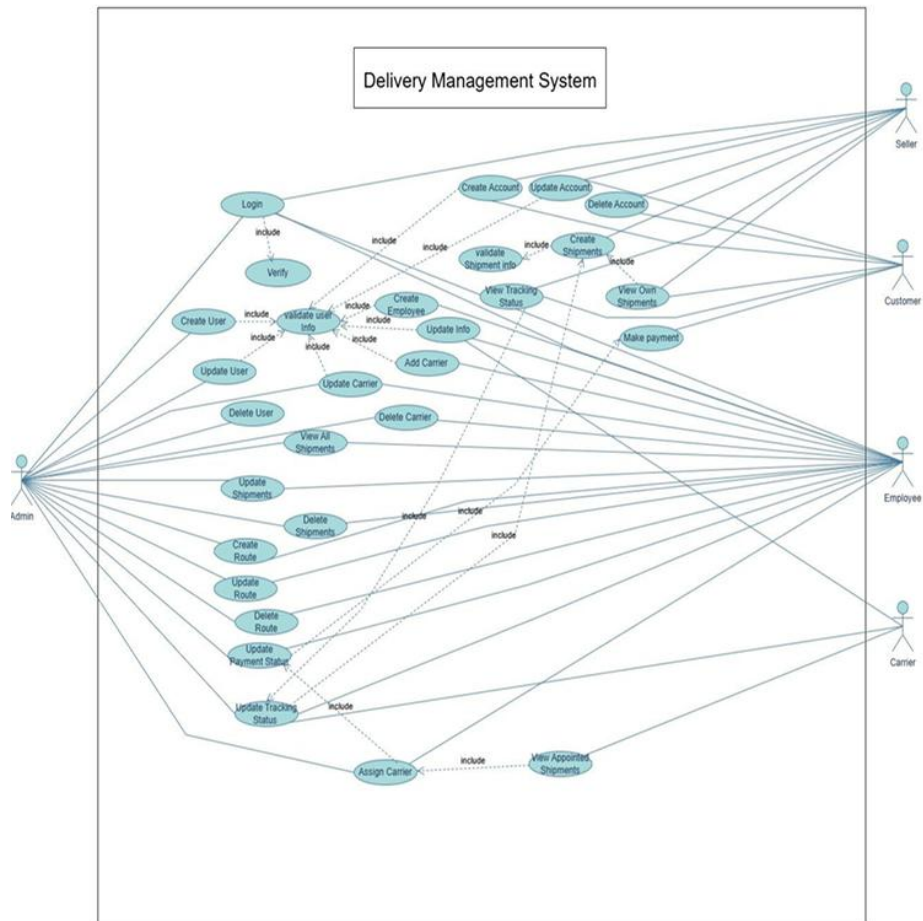 Delivery Management System
Seller
Create Account
Update Account
Delete Account
Login
include
include
include
Create
Shipments
include
validate
Shipment info
Customer
Verify
View Tracking
Status
View Own
Shipments
include
Create
Employee
include
Create User
include
validate user
Info
include
Update Info
Make payment
include
include
include
Add Carrier
Update User
Update Carrier
Delete User
Delete Carrier
View All
Shipments
Employee
Update
Shipments
Admin
include
include
Delete
Shipments
include
Create
Route
Update
Route
Delete
Route
Carrier
Update
Payment Status
Update Tracking
Status
include
Assign Carrier
include
View Appointed
Shipments